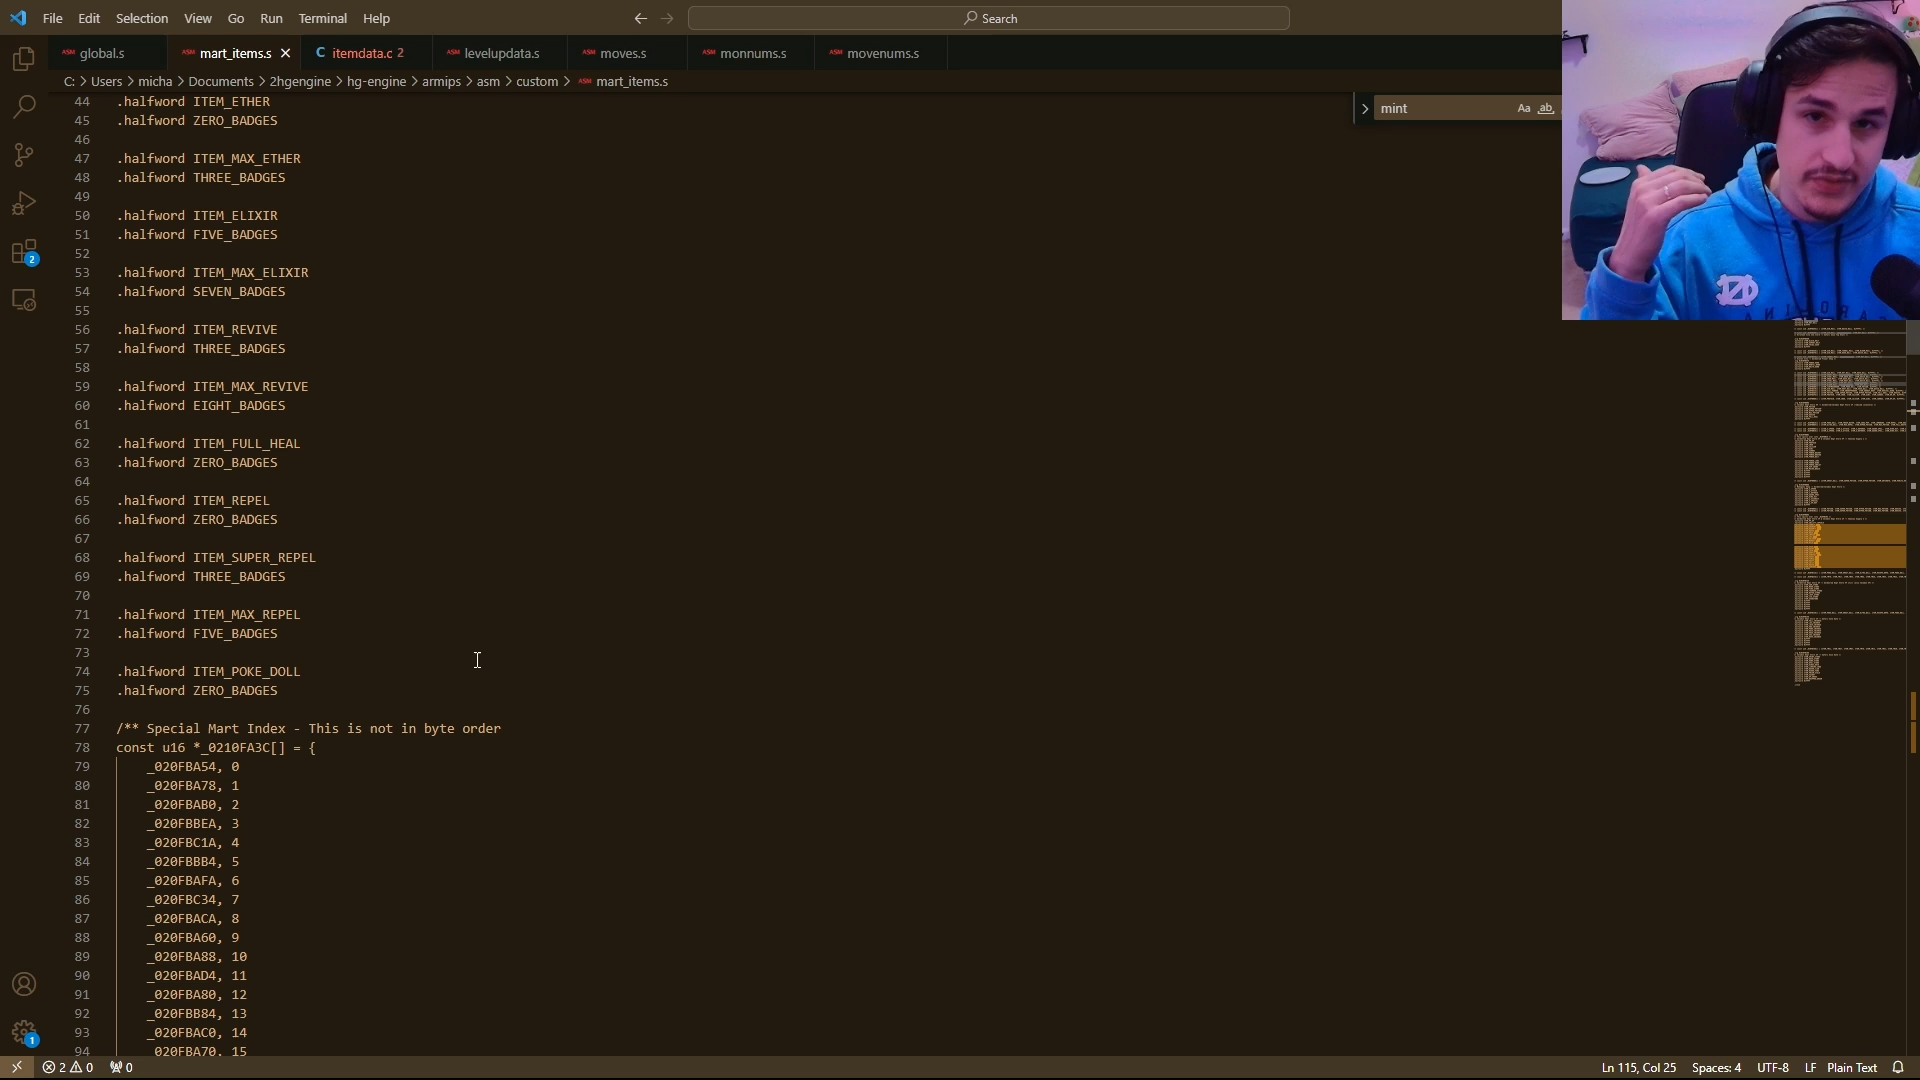 File Edit Selection View Go Run Terminal Help
Search
global.s
mart_items.s
itemdata.c 2
levelupdata.s
moves.s
monnums.s
movenums.s
C: > Users > micha > Documents > 2hgengine > hg-engine > armips > asm > custom > mart_items.s
mint
Aa ab
44 .halfword ITEM_ETHER
45 .halfword ZERO_BADGES
46
47 .halfword ITEM_MAX_ETHER
48 .halfword THREE_BADGES
49
50 .halfword ITEM_ELIXIR
51 .halfword FIVE_BADGES
52
53 .halfword ITEM_MAX_ELIXIR
54 .halfword SEVEN_BADGES
55
56 .halfword ITEM_REVIVE
57 .halfword THREE_BADGES
58
59 .halfword ITEM_MAX_REVIVE
60 .halfword EIGHT_BADGES
61
62 .halfword ITEM_FULL_HEAL
63 .halfword ZERO_BADGES
64
65 .halfword ITEM_REPEL
66 .halfword ZERO_BADGES
67
68 .halfword ITEM_SUPER_REPEL
69 .halfword THREE_BADGES
70
71 .halfword ITEM_MAX_REPEL
72 .halfword FIVE_BADGES
73
74 .halfword ITEM_POKE_DOLL
75 .halfword ZERO_BADGES
76
77 /** Special Mart Index - This is not in byte order
78 const u16 *_0210FA3C[] = {
79 _020FBA54, 0
80 _020FBA78, 1
81 _020FBAB0, 2
82 _020FBBEA, 3
83 _020FBC1A, 4
84 _020FBBB4, 5
85 _020FBAFA, 6
86 _020FBC34, 7
87 _020FBACA, 8
88 _020FBA60, 9
89 _020FBA88, 10
90 _020FBAD4, 11
91 _020FBA80, 12
92 _020FBB84, 13
93 _020FBAC0, 14
94 _020FBA70, 15
2
1
2 0 0
Ln 115, Col 25 Spaces: 4 UTF-8 LF Plain Text